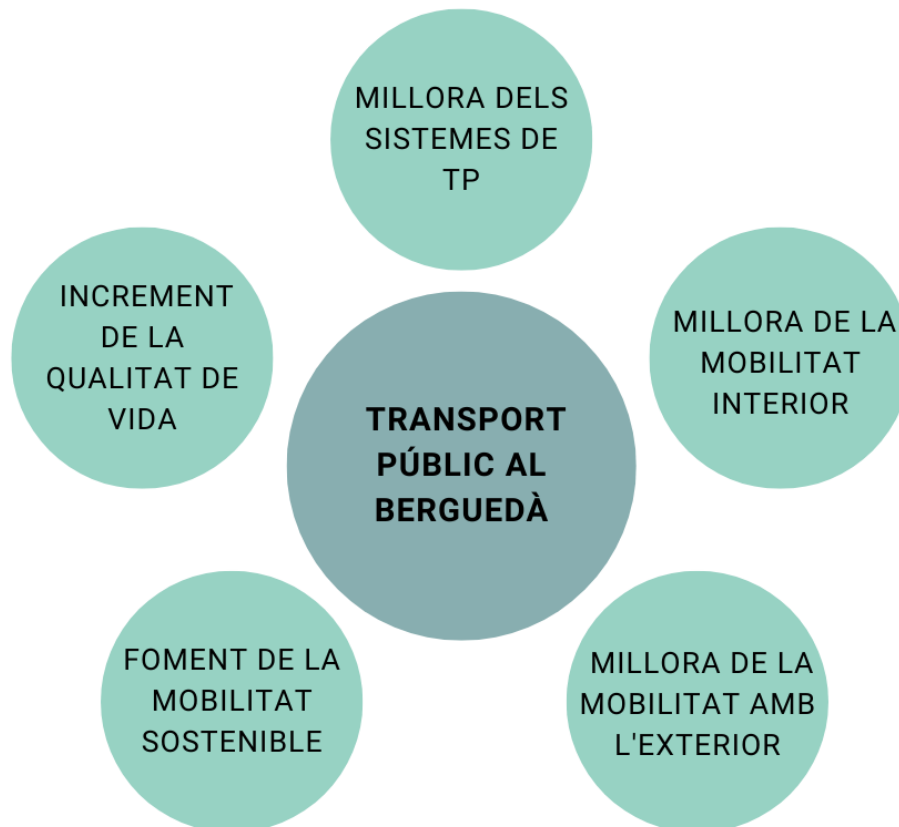 MILLORA DELS
SISTEMES DE
TP
INCREMENT
DE LA
QUALITAT DE
VIDA
MILLORA DE LA
MOBILITAT
INTERIOR
TRANSPORT
PÚBLIC AL
BERGUEDÀ
FOMENT DE LA
MOBILITAT
SOSTENIBLE
MILLORA DE LA
MOBILITAT AMB
L'EXTERIOR